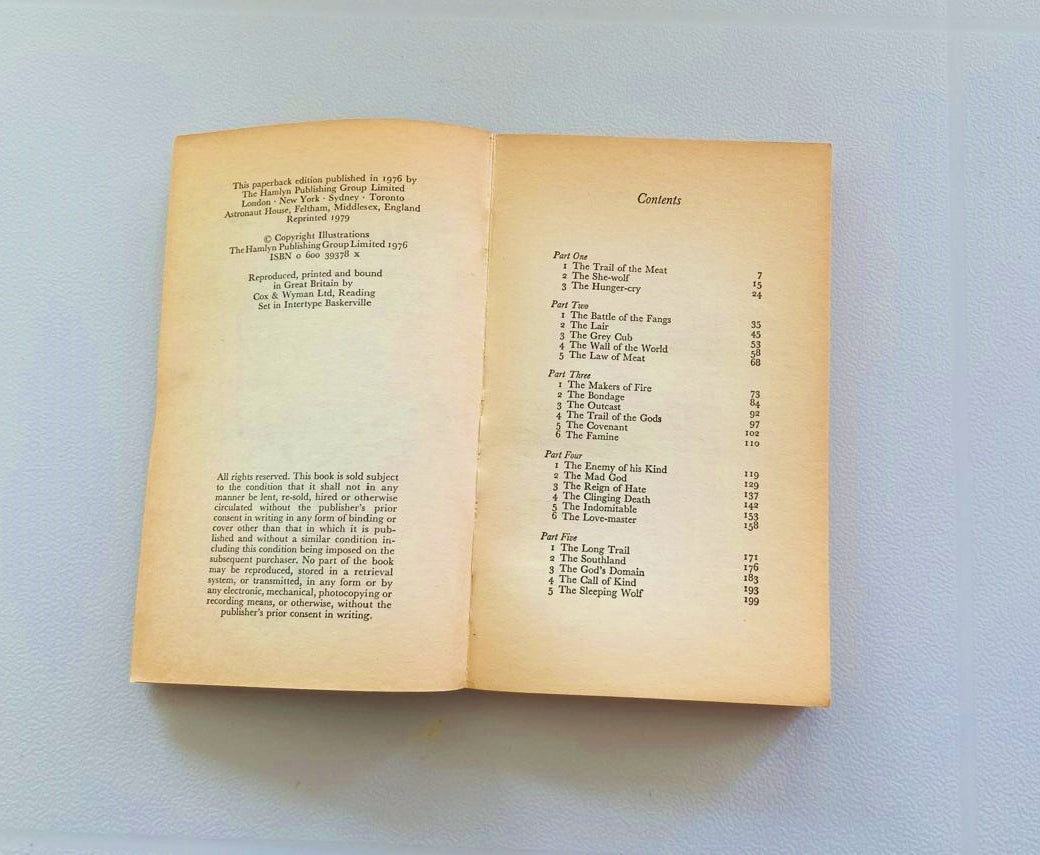 This paperback edition published in 1976 by
The Hamlyn Publishing Group Limited
London · New York · Sydney · Toronto
Astronaut House, Feltham, Middlesex, England
Reprinted 1979
© Copyright Illustrations
The Hamlyn Publishing Group Limited 1976
ISBN 0 600 39378 X
Reproduced, printed and bound
in Great Britain by
Cox & Wyman Ltd, Reading
Set in Intertype Baskerville
All rights reserved. This book is sold subject
to the condition that it shall not in any
manner be lent, re-sold, hired or otherwise
circulated without the publisher's prior
consent in writing in any form of binding or
cover other than that in which it is pub-
lished and without a similar condition in-
cluding this condition being imposed on the
subsequent purchaser. No part of the book
may be reproduced, stored in a retrieval
system, or transmitted, in any form or by
any electronic, mechanical, photocopying or
recording means, or otherwise, without the
publisher's prior consent in writing.
Contents
Part One
1 The Trail of the Meat 7
2 The She-wolf 15
3 The Hunger-cry 24
Part Two
1 The Battle of the Fangs 35
2 The Lair 45
3 The Grey Cub 53
4 The Wall of the World 58
5 The Law of Meat 68
Part Three
1 The Makers of Fire 73
2 The Bondage 84
3 The Outcast 92
4 The Trail of the Gods 97
5 The Covenant 102
6 The Famine 110
Part Four
1 The Enemy of his Kind 119
2 The Mad God 129
3 The Reign of Hate 137
4 The Clinging Death 142
5 The Indomitable 153
6 The Love-master 158
Part Five
1 The Long Trail 171
2 The Southland 176
3 The God's Domain 183
4 The Call of Kind 193
5 The Sleeping Wolf 199